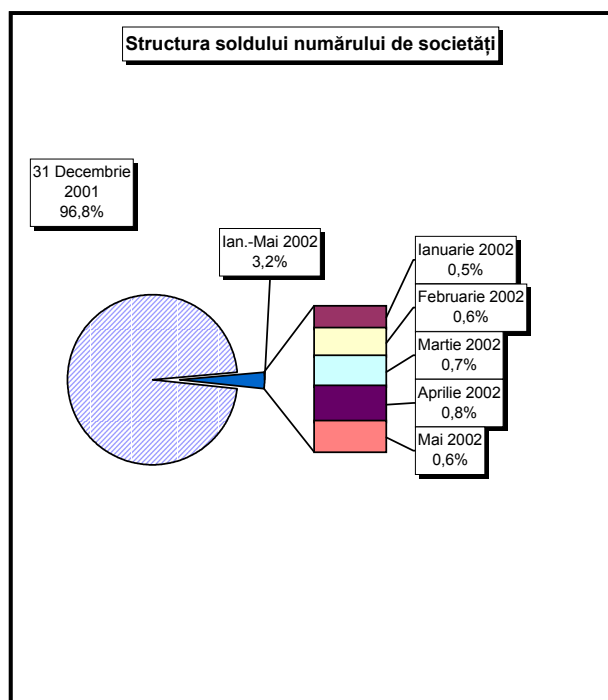 Structura soldului numărului de societăți
31 Decembrie
2001
96,8%
Ian.-Mai 2002
3,2%
Ianuarie 2002
0,5%
Februarie 2002
0,6%
Martie 2002
0,7%
Aprilie 2002
0,8%
Mai 2002
0,6%